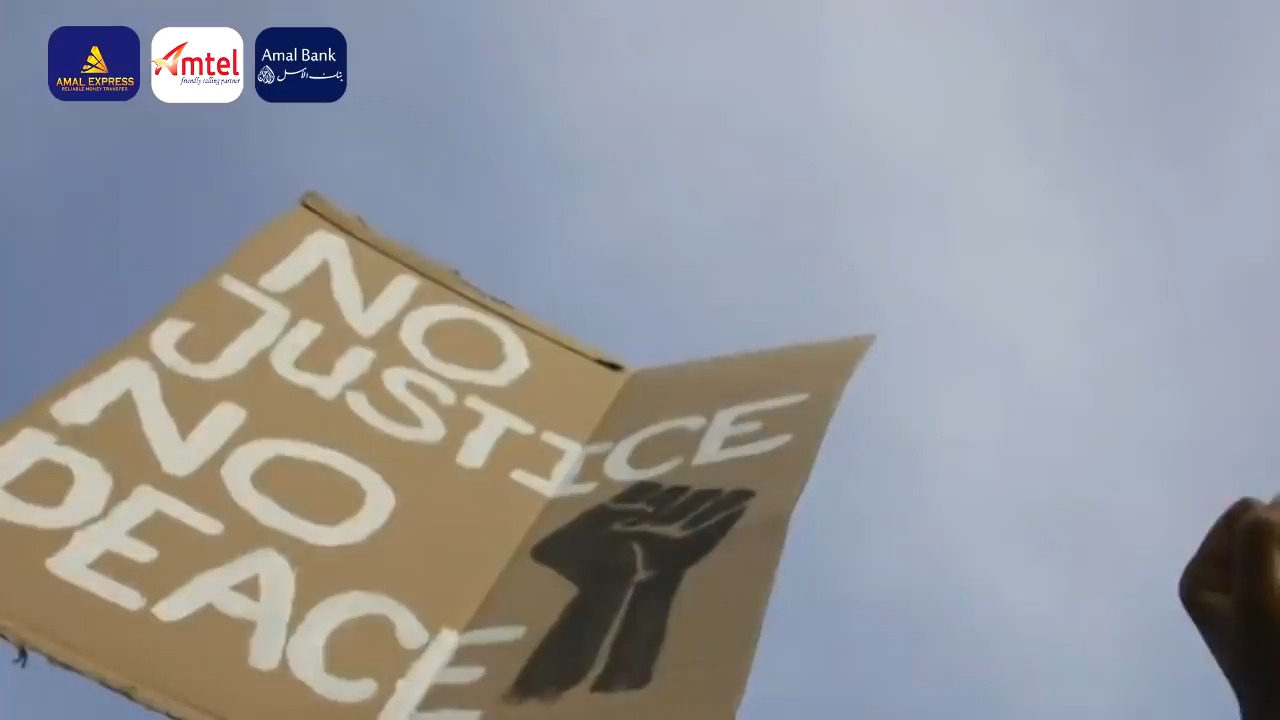 AMAL EXPRESS
RELIABLE MONEY TRANSFER
Amtel
friendly calling partner
Amal Bank
بنك الأمل
NO
JUSTICE
NO
PEACE